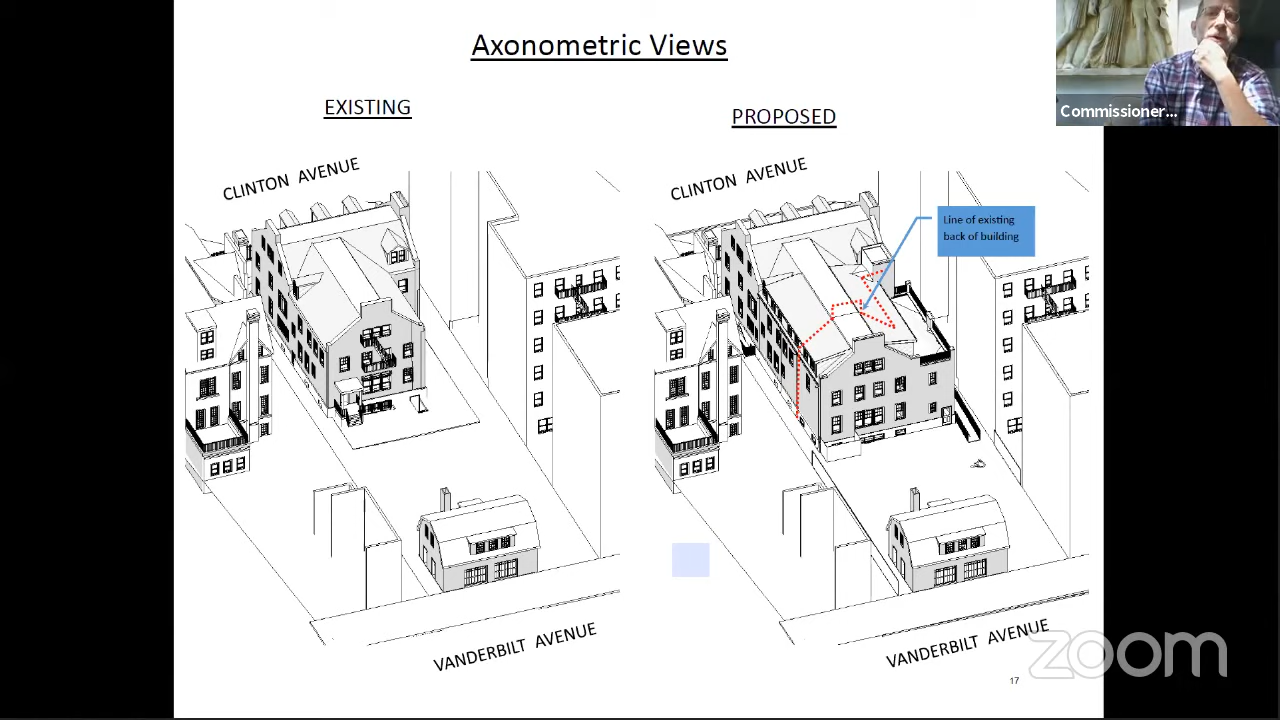 Axonometric Views
EXISTING
PROPOSED
Commissioner...
CLINTON AVENUE
CLINTON AVENUE
Line of existing
back of building
VANDERBILT AVENUE
VANDERBILT AVENUE
zoom
17